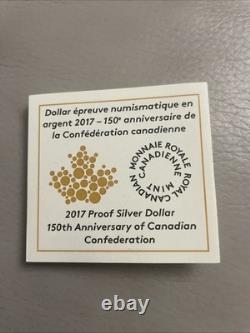 Dollar épreuve numismatique en
argent 2017 – 150e anniversaire de
la Confédération canadienne
MONNAIE ROYALE CANADIENNE
ROYAL CANADIAN MINT
2017 Proof Silver Dollar
150th Anniversary of Canadian
Confederation